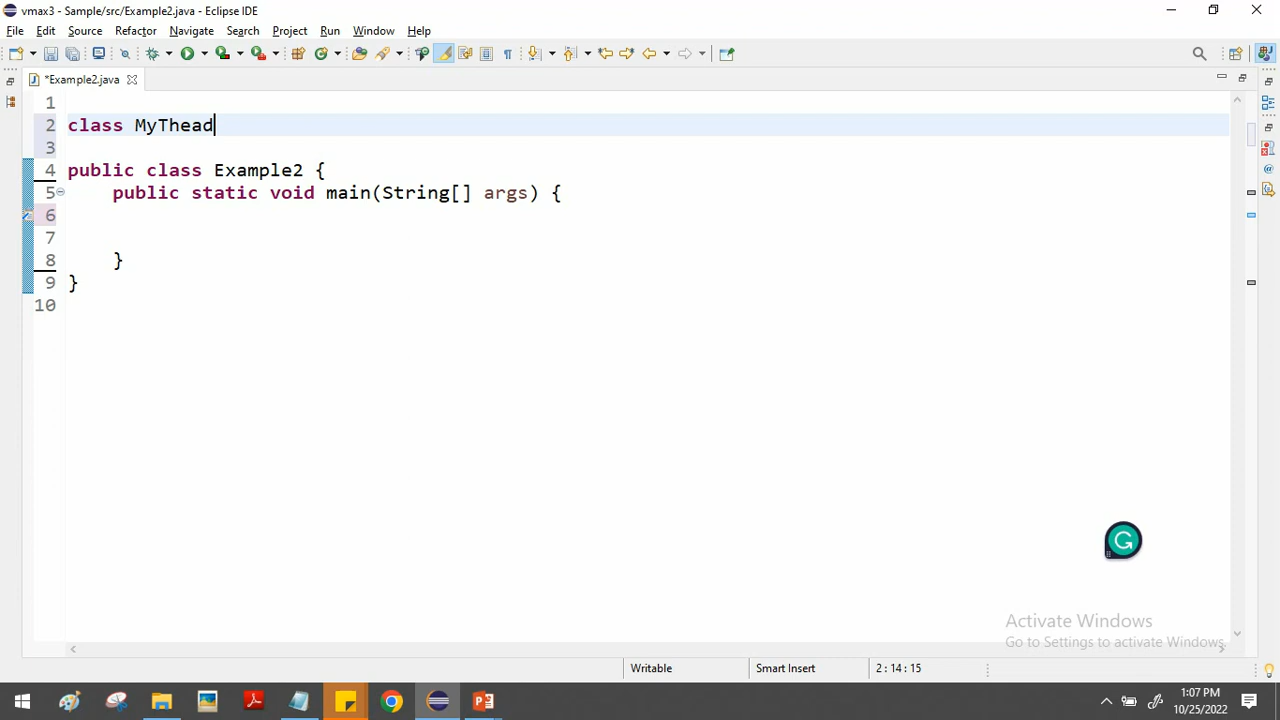 vmax3 - Sample/src/Example2.java - Eclipse IDE
File Edit Source Refactor Navigate Search Project Run Window Help
*Example2.java
1
2 class MyThead
3
4 public class Example2 {
5 public static void main(String[] args) {
6
7
8 }
9 }
10
Activate Windows
Go to Settings to activate Windows.
Writable Smart Insert 2 : 14 : 15
1:07 PM
10/25/2022